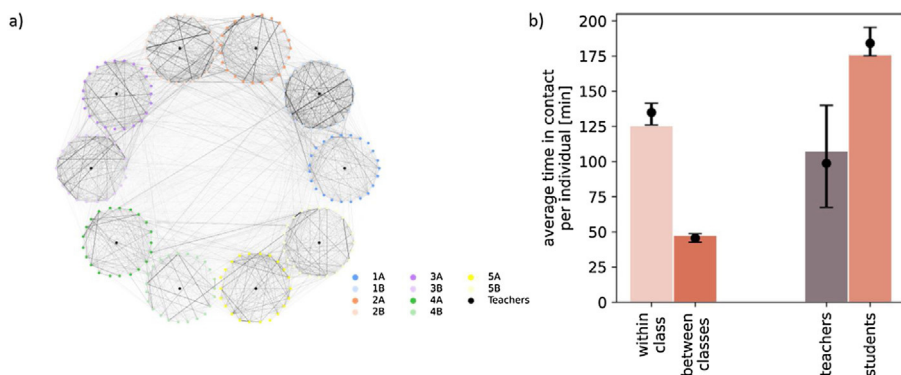 a)
1A
1B
2A
2B
3A
3B
4A
4B
5A
5B
Teachers
b)
average time in contact
per individual [min]
200
175
150
125
100
75
50
25
0
within
class
between
classes
teachers
students